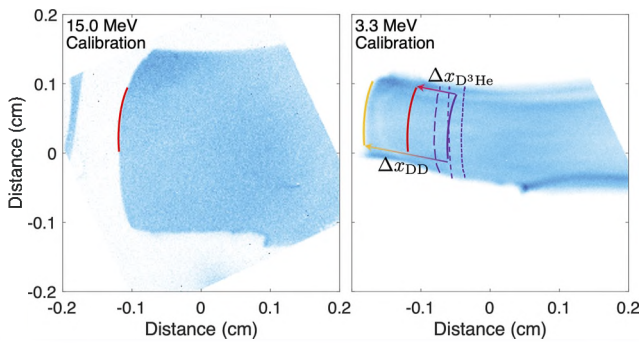 15.0 MeV
Calibration
3.3 MeV
Calibration
Δx_D³He
Δx_DD
Distance (cm)
0.2
0.1
0
-0.1
-0.2
-0.2
-0.1
0
0.1
0.2
Distance (cm)
-0.2
-0.1
0
0.1
0.2
Distance (cm)